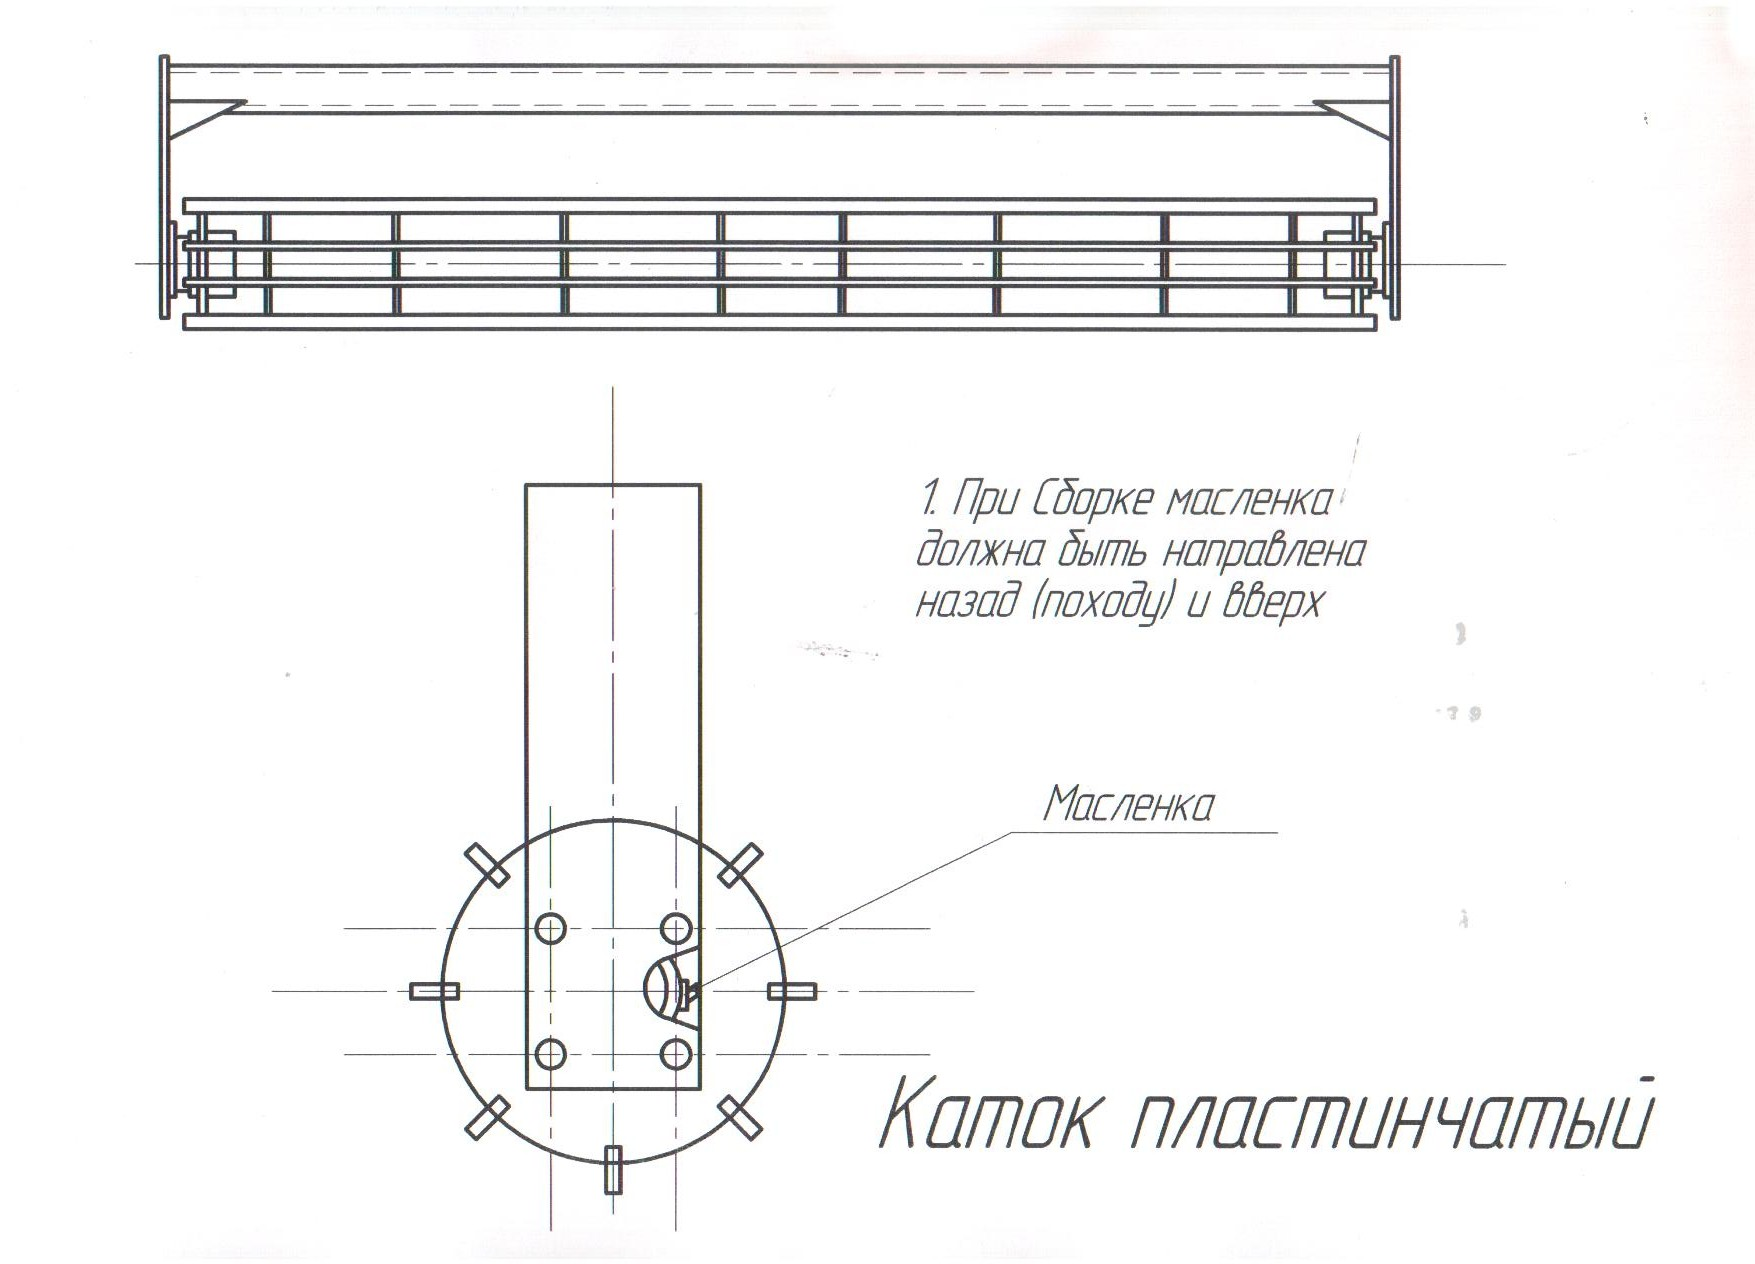 1. При Сборке масленка
должна быть направлена
назад (походу) и вверх
Масленка
Каток пластинчатый